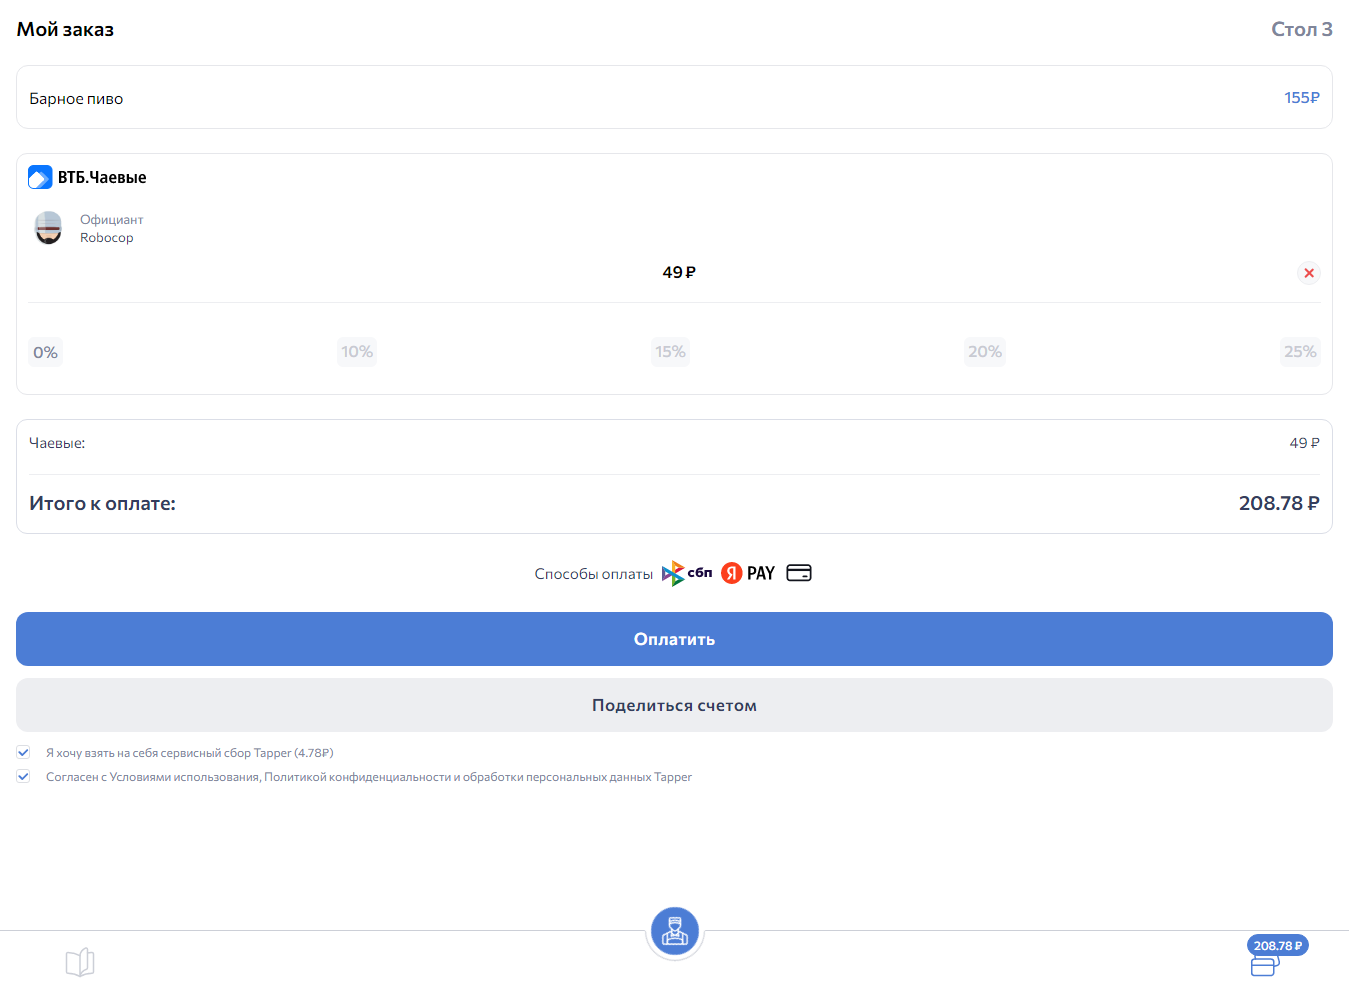 Мой заказ
Стол 3
Барное пиво
155₽
ВТБ.Чаевые
Официант
Robocop
49 ₽
0%
10%
15%
20%
25%
Чаевые:
49 ₽
Итого к оплате:
208.78 ₽
Способы оплаты сбп Я PAY
Оплатить
Поделиться счетом
Я хочу взять на себя сервисный сбор Tapper (4.78₽)
Согласен с Условиями использования, Политикой конфиденциальности и обработки персональных данных Tapper
208.78 ₽